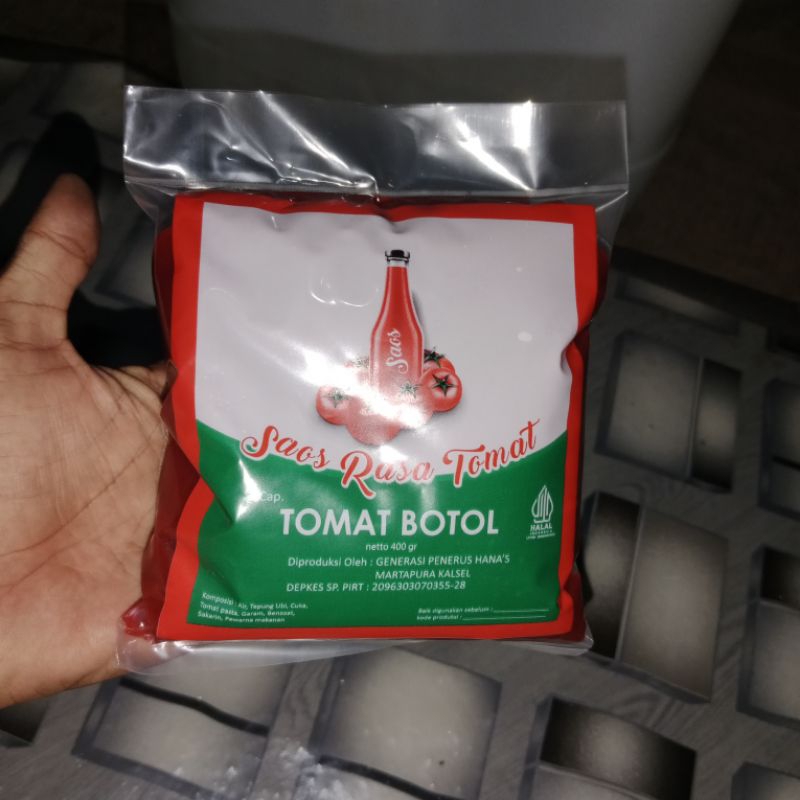 Saos
Saos Rasa Tomat
Cap.
TOMAT BOTOL
netto 400 gr
Diproduksi Oleh : GENERASI PENERUS HANA'S
MARTAPURA KALSEL
DEPKES SP. PIRT : 2096303070355-28
HALAL
INDONESIA
Komposisi : Air, Tepung Ubi, Cuka,
Tomat pasta, Garam, Benzoat,
Sakarin, Pewarna makanan
Baik digunakan sebelum :
kode produksi :